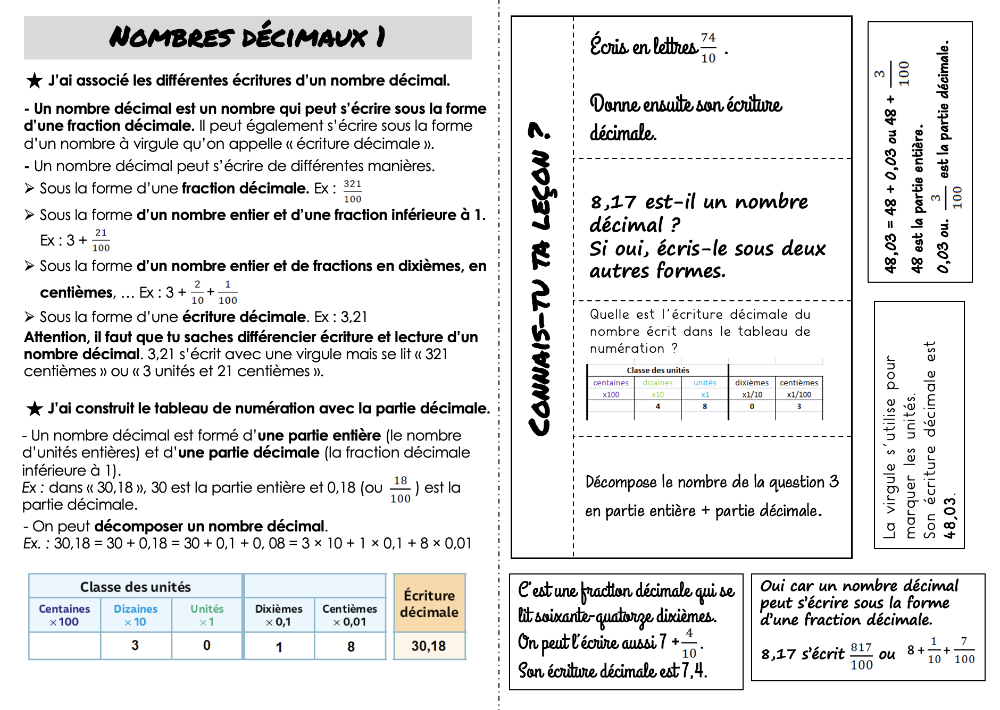 NOMBRES DÉCIMAUX 1
★ J’ai associé les différentes écritures d’un nombre décimal.
- Un nombre décimal est un nombre qui peut s’écrire sous la forme
d’une fraction décimale. Il peut également s’écrire sous la forme
d’un nombre à virgule qu’on appelle « écriture décimale ».
- Un nombre décimal peut s’écrire de différentes manières.
➢ Sous la forme d’une fraction décimale. Ex : 321/100
➢ Sous la forme d’un nombre entier et d’une fraction inférieure à 1.
Ex : 3 + 21/100
➢ Sous la forme d’un nombre entier et de fractions en dixièmes, en
centièmes, … Ex : 3 + 2/10 + 1/100
➢ Sous la forme d’une écriture décimale. Ex : 3,21
Attention, il faut que tu saches différencier écriture et lecture d’un
nombre décimal. 3,21 s’écrit avec une virgule mais se lit « 321
centièmes » ou « 3 unités et 21 centièmes ».
★ J’ai construit le tableau de numération avec la partie décimale.
- Un nombre décimal est formé d’une partie entière (le nombre
d’unités entières) et d’une partie décimale (la fraction décimale
inférieure à 1).
Ex : dans « 30,18 », 30 est la partie entière et 0,18 (ou 18/100 ) est la
partie décimale.
- On peut décomposer un nombre décimal.
Ex. : 30,18 = 30 + 0,18 = 30 + 0,1 + 0, 08 = 3 × 10 + 1 × 0,1 + 8 × 0,01
Classe des unités
Écriture décimale
Centaines Dizaines Unités Dixièmes Centièmes
×100 ×10 ×1 × 0,1 × 0,01
3 0 1 8 30,18
CONNAIS-TU TA LEÇON ?
Écris en lettres 74/10 .
Donne ensuite son écriture
décimale.
8,17 est-il un nombre
décimal ?
Si oui, écris-le sous deux
autres formes.
Quelle est l’écriture décimale du
nombre écrit dans le tableau de
numération ?
Classe des unités
centaines dizaines unités dixièmes centièmes
x100 x10 x1 x1/10 x1/100
4 8 0 3
Décompose le nombre de la question 3
en partie entière + partie décimale.
48,03 = 48 + 0,03 ou 48 + 3/100
48 est la partie entière.
0,03 ou. 3/100 est la partie décimale.
La virgule s’utilise pour
marquer les unités.
Son écriture décimale est
48,03.
C’est une fraction décimale qui se
lit soixante-quatorze dixièmes.
On peut l’écrire aussi 7 + 4/10 .
Son écriture décimale est 7,4.
Oui car un nombre décimal
peut s’écrire sous la forme
d’une fraction décimale.
8,17 s’écrit 817/100 ou 8 + 1/10 + 7/100